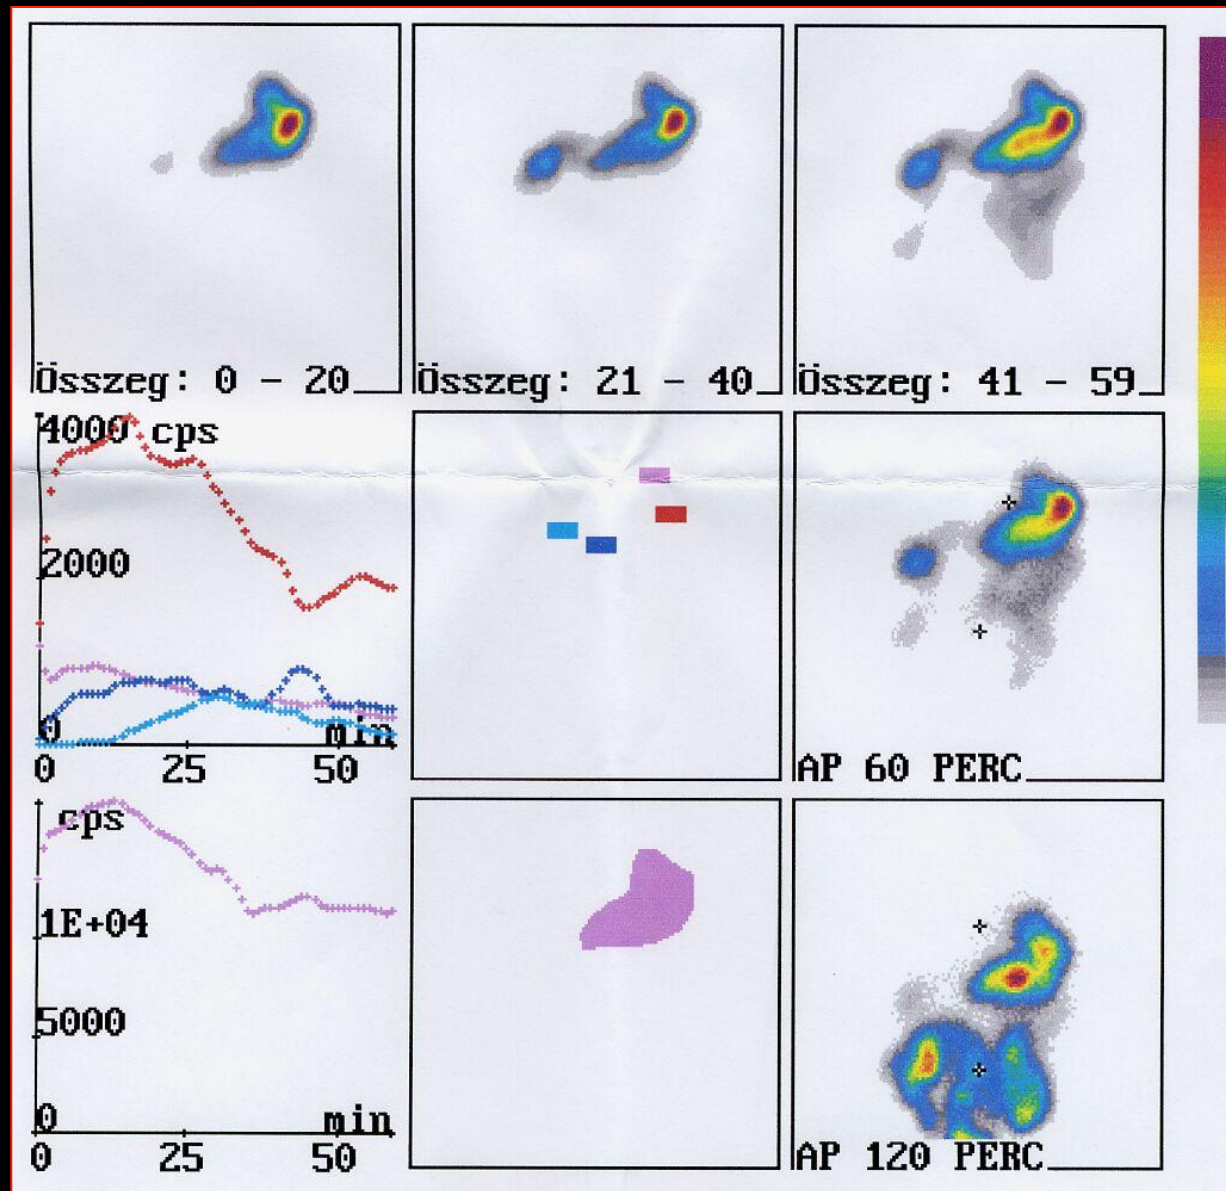 Összeg: 0 - 20
Összeg: 21 - 40
Összeg: 41 - 59
4000 cps
2000
0 min
0 25 50
AP 60 PERC
cps
1E+04
5000
0 min
0 25 50
AP 120 PERC